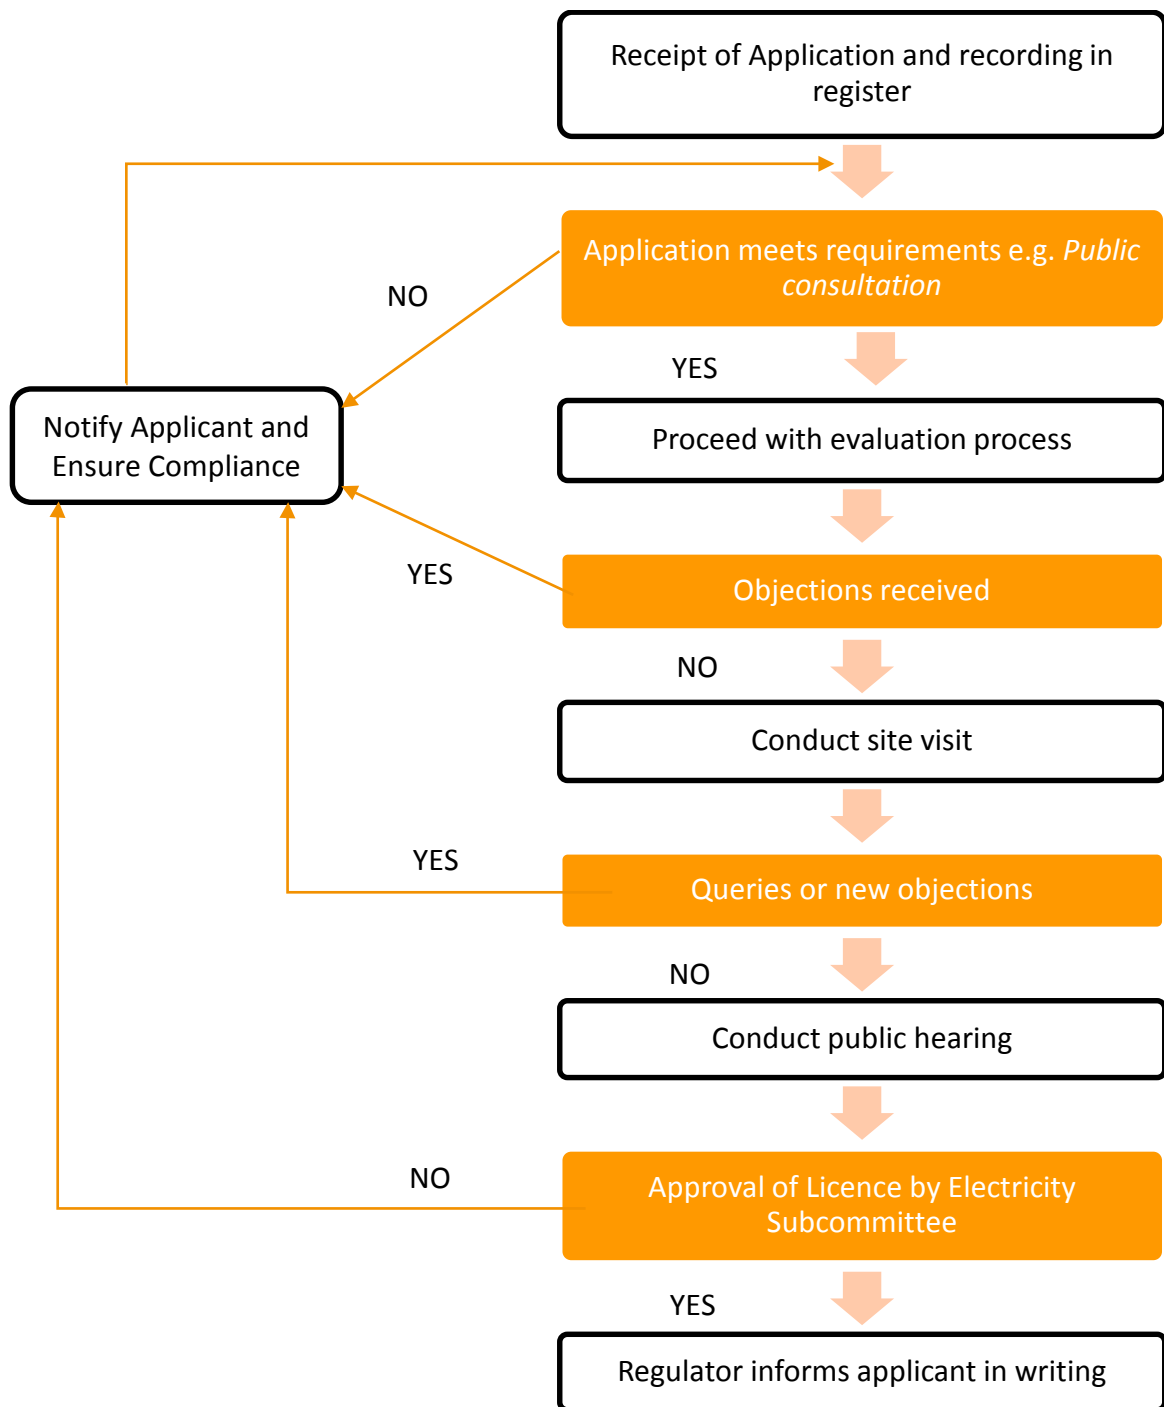 Receipt of Application and recording in
register
Application meets requirements e.g. Public
consultation
NO
YES
Notify Applicant and
Ensure Compliance
Proceed with evaluation process
YES
Objections received
NO
Conduct site visit
YES
Queries or new objections
NO
Conduct public hearing
NO
Approval of Licence by Electricity
Subcommittee
YES
Regulator informs applicant in writing